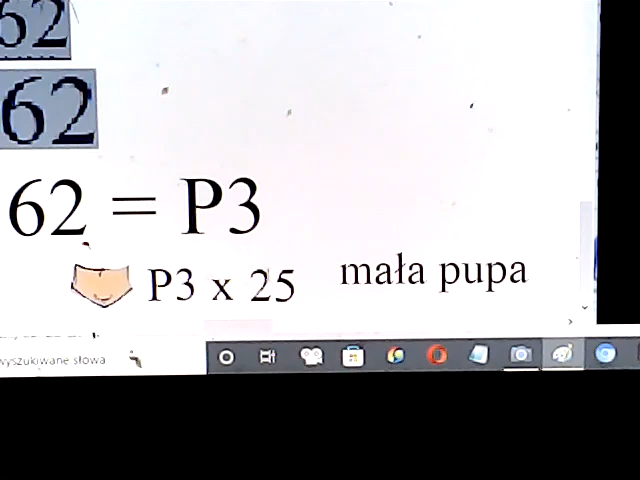 62
62
62 = P3
P3 x 25 mała pupa
wyszukiwane słowa